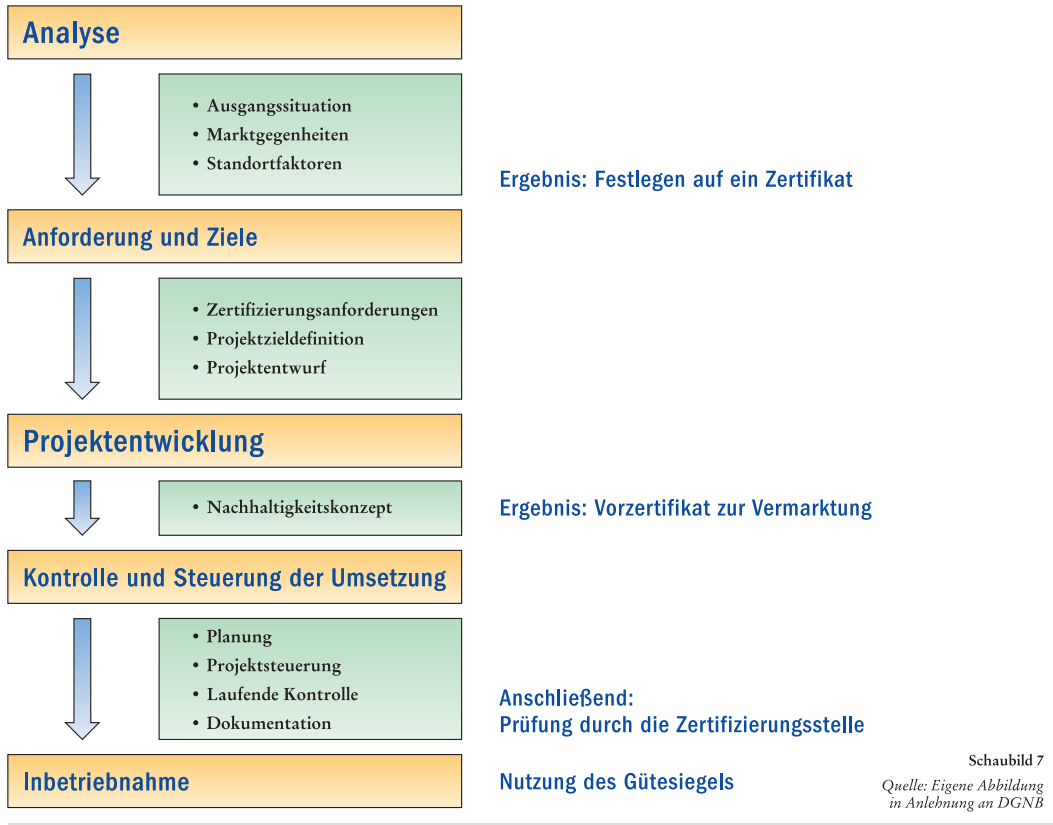 Analyse
• Ausgangssituation
• Marktgegenheiten
• Standortfaktoren
Ergebnis: Festlegen auf ein Zertifikat
Anforderung und Ziele
• Zertifizierungsanforderungen
• Projektzieldefinition
• Projektentwurf
Projektentwicklung
• Nachhaltigkeitskonzept
Ergebnis: Vorzertifikat zur Vermarktung
Kontrolle und Steuerung der Umsetzung
• Planung
• Projektsteuerung
• Laufende Kontrolle
• Dokumentation
Anschließend:
Prüfung durch die Zertifizierungsstelle
Inbetriebnahme
Nutzung des Gütesiegels
Schaubild 7
Quelle: Eigene Abbildung
in Anlehnung an DGNB